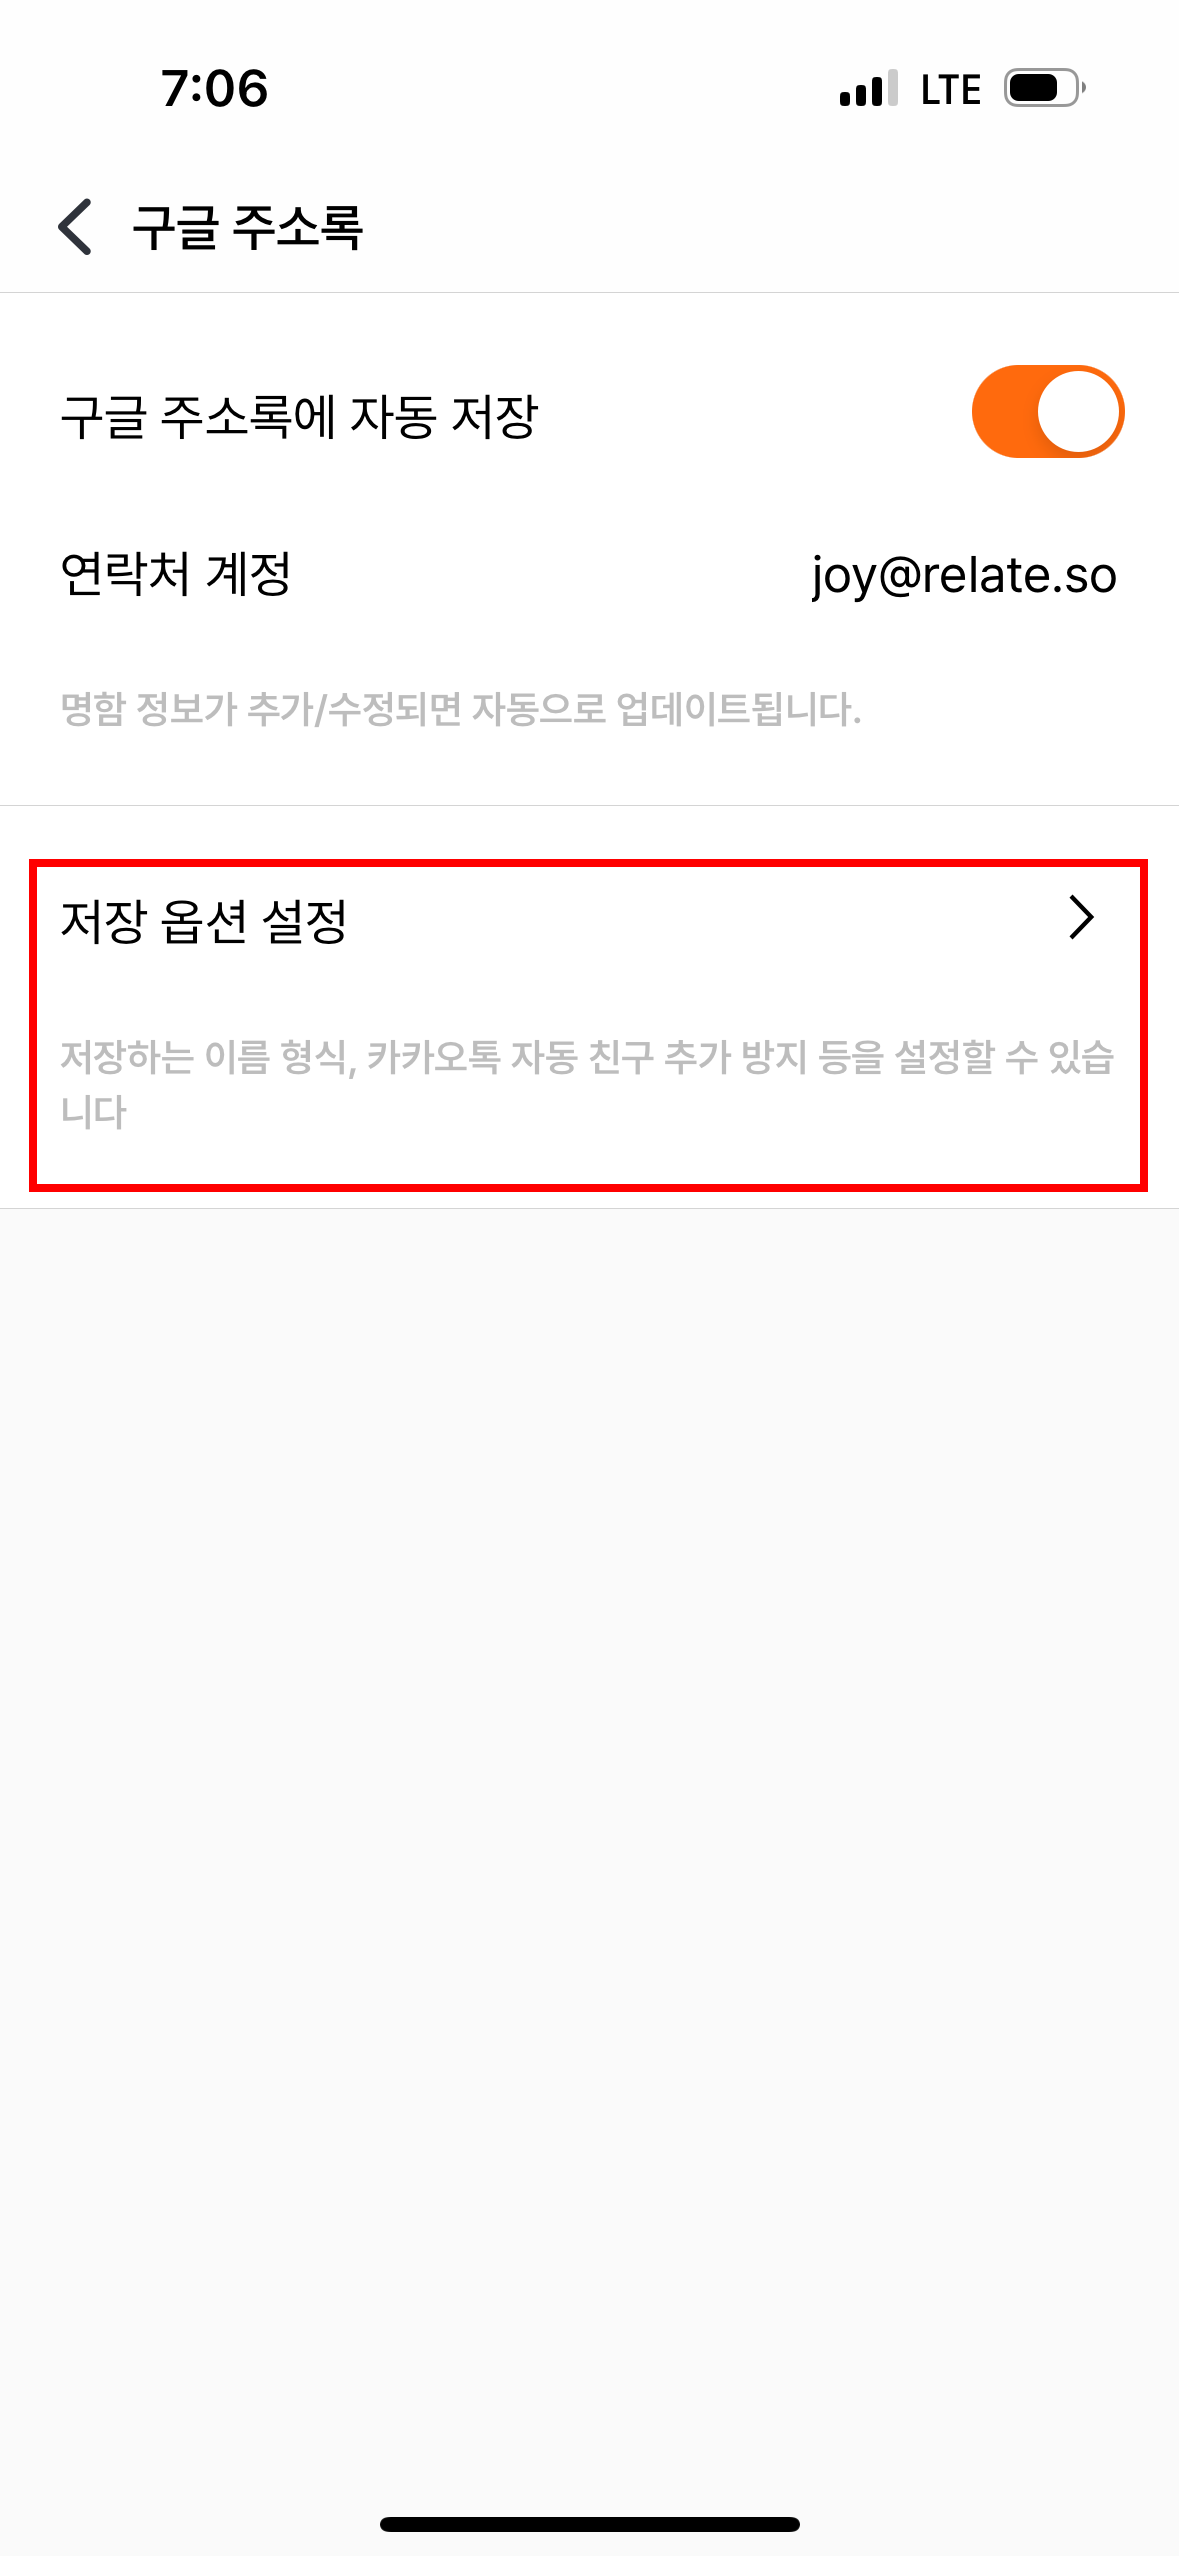 7:06
LTE
구글 주소록
구글 주소록에 자동 저장
연락처 계정
joy@relate.so
명함 정보가 추가/수정되면 자동으로 업데이트됩니다.
저장 옵션 설정
저장하는 이름 형식, 카카오톡 자동 친구 추가 방지 등을 설정할 수 있습
니다